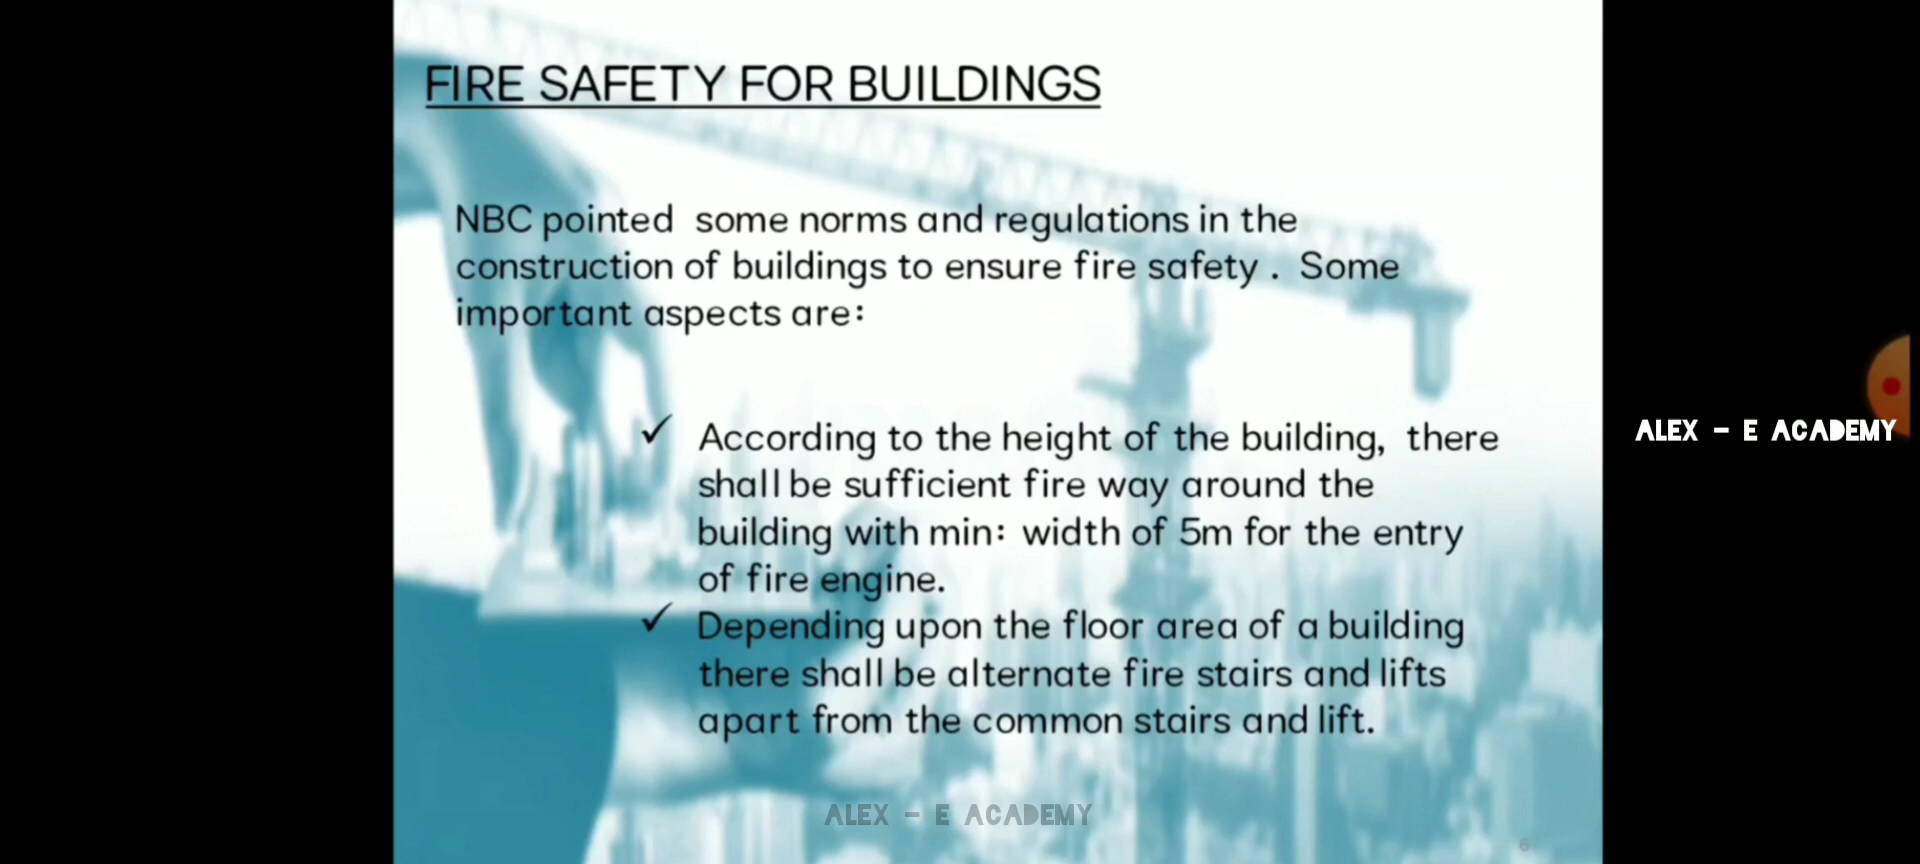 FIRE SAFETY FOR BUILDINGS
NBC pointed some norms and regulations in the
construction of buildings to ensure fire safety . Some
important aspects are:
✓ According to the height of the building, there
shall be sufficient fire way around the
building with min: width of 5m for the entry
of fire engine.
✓ Depending upon the floor area of a building
there shall be alternate fire stairs and lifts
apart from the common stairs and lift.
ALEX - E ACADEMY
ALEX - E ACADEMY
6